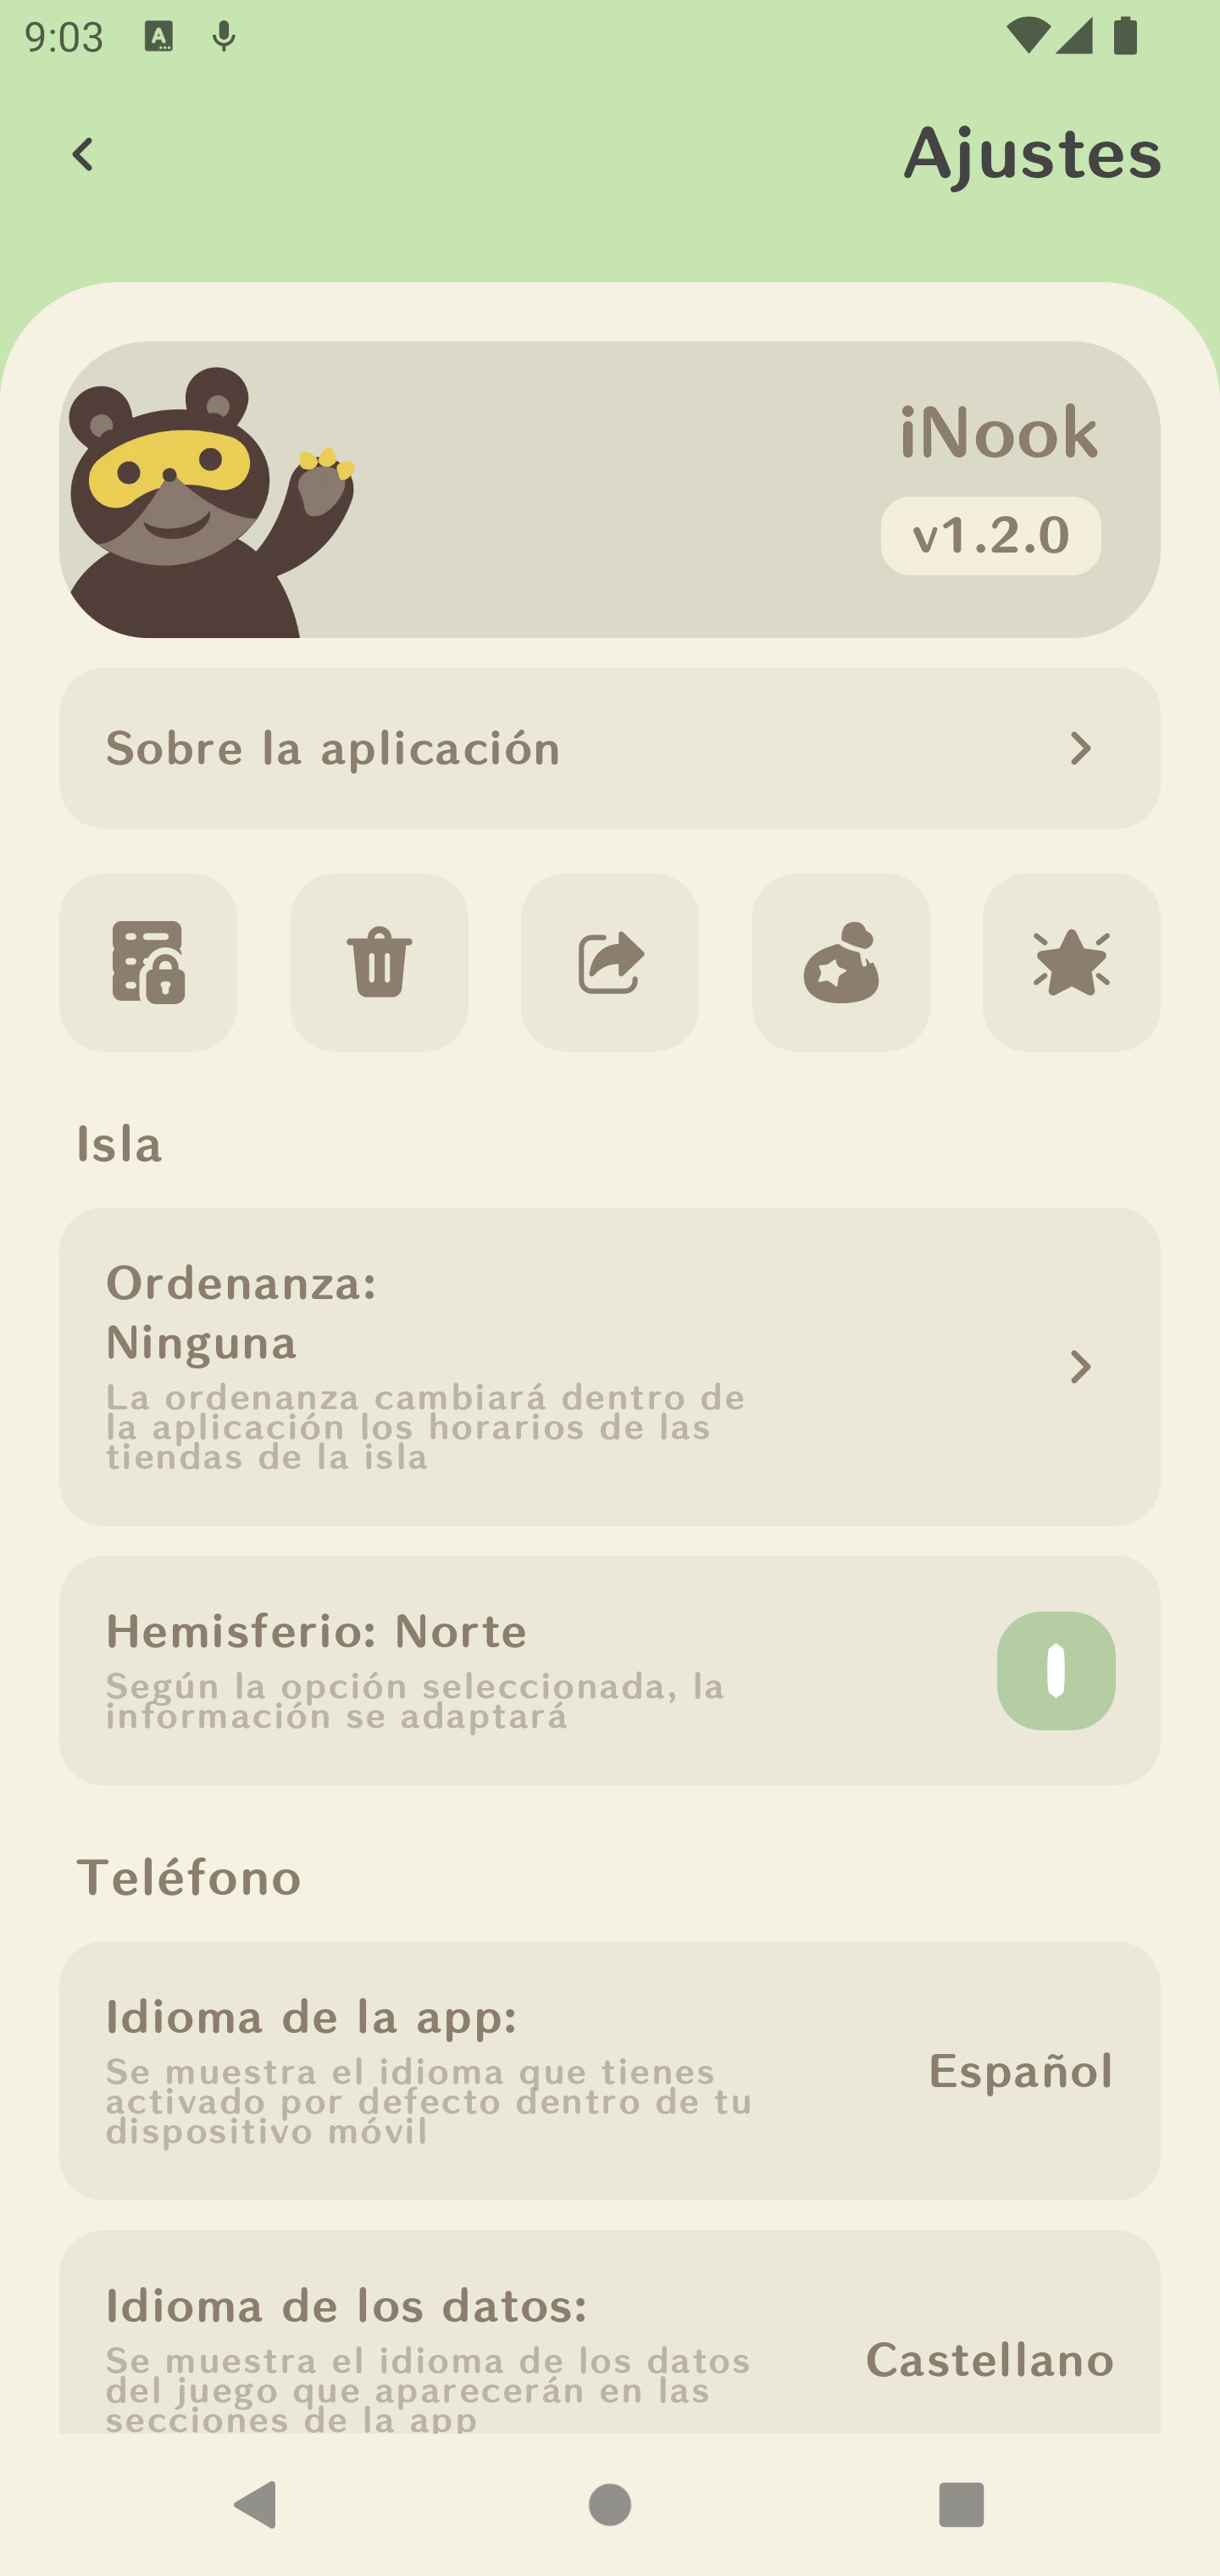 9:03
Ajustes
iNook
v1.2.0
Sobre la aplicación
Isla
Ordenanza:
Ninguna
La ordenanza cambiará dentro de
la aplicación los horarios de las
tiendas de la isla
Hemisferio: Norte
Según la opción seleccionada, la
información se adaptará
Teléfono
Idioma de la app:
Se muestra el idioma que tienes
activado por defecto dentro de tu
dispositivo móvil
Español
Idioma de los datos:
Se muestra el idioma de los datos
del juego que aparecerán en las
secciones de la app
Castellano